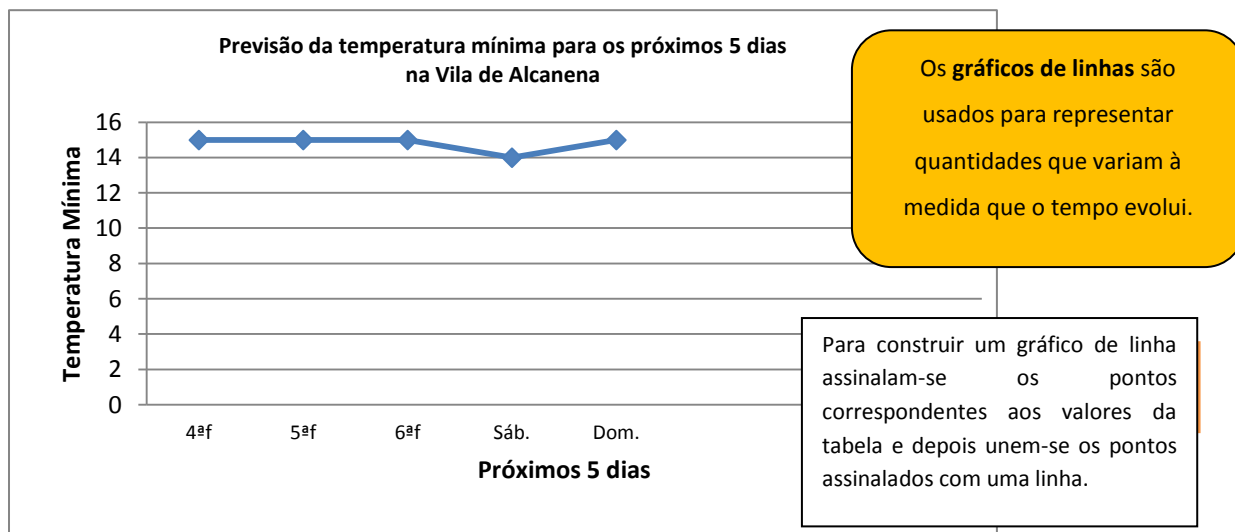 Previsão da temperatura mínima para os próximos 5 dias
na Vila de Alcanena
Os gráficos de linhas são
usados para representar
quantidades que variam à
medida que o tempo evolui.
Temperatura Mínima
16
14
12
10
8
6
4
2
0
4ªf 5ªf 6ªf Sáb. Dom.
Próximos 5 dias
Para construir um gráfico de linha
assinalam-se os pontos
correspondentes aos valores da
tabela e depois unem-se os pontos
assinalados com uma linha.